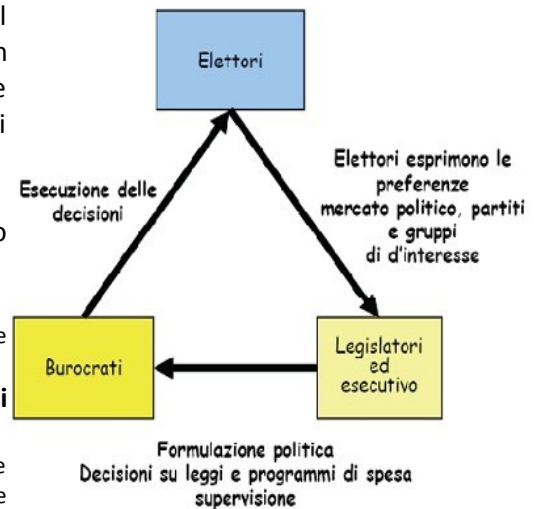 l
n
e
i
o
e
i
e
e
Elettori
Elettori esprimono le
preferenze
mercato politico, partiti
e gruppi
di d'interesse
Esecuzione delle
decisioni
Burocrati
Legislatori
ed
esecutivo
Formulazione politica
Decisioni su leggi e programmi di spesa
supervisione